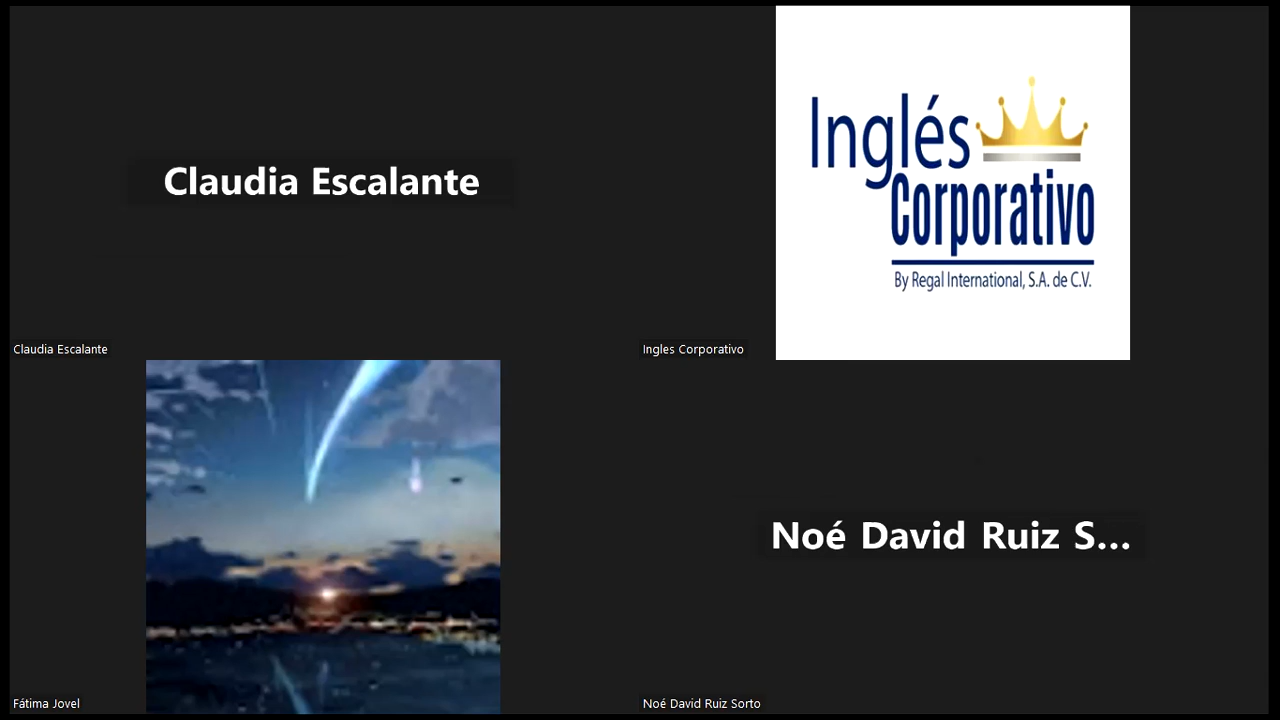 Claudia Escalante
Claudia Escalante
Inglés
Corporativo
By Regal International, S.A. de C.V.
Ingles Corporativo
Fátima Jovel
Noé David Ruiz S...
Noé David Ruiz Sorto